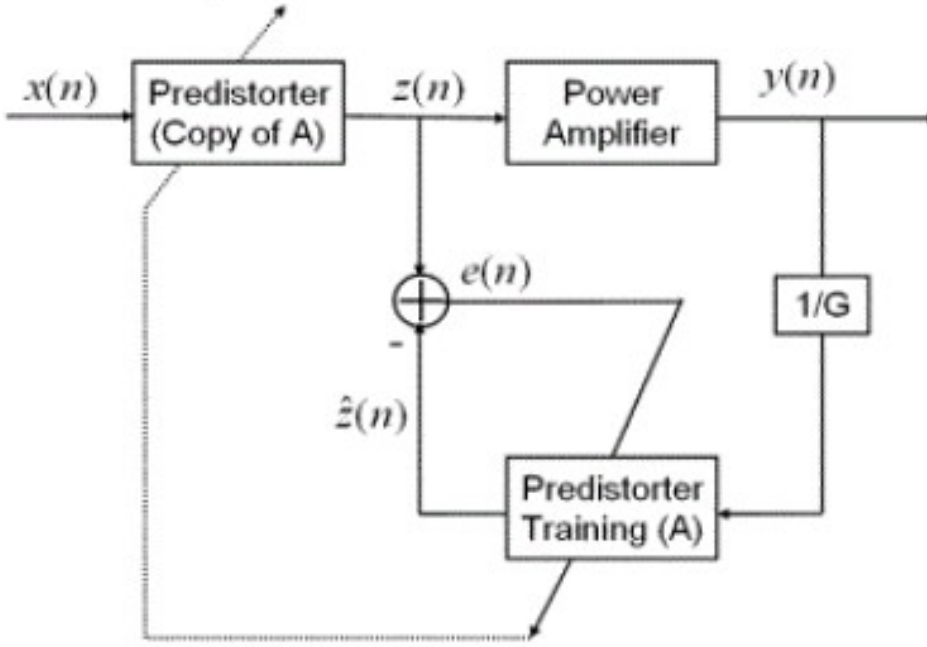 x(n)
Predistorter
(Copy of A)
z(n)
Power
Amplifier
y(n)
e(n)
1/G
-
ẑ(n)
Predistorter
Training (A)